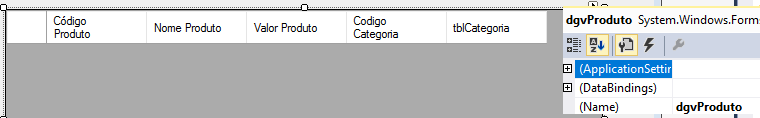 Código Produto
Nome Produto
Valor Produto
Codigo Categoria
tblCategoria
dgvProduto System.Windows.Forms
(ApplicationSettin
(DataBindings)
(Name) dgvProduto